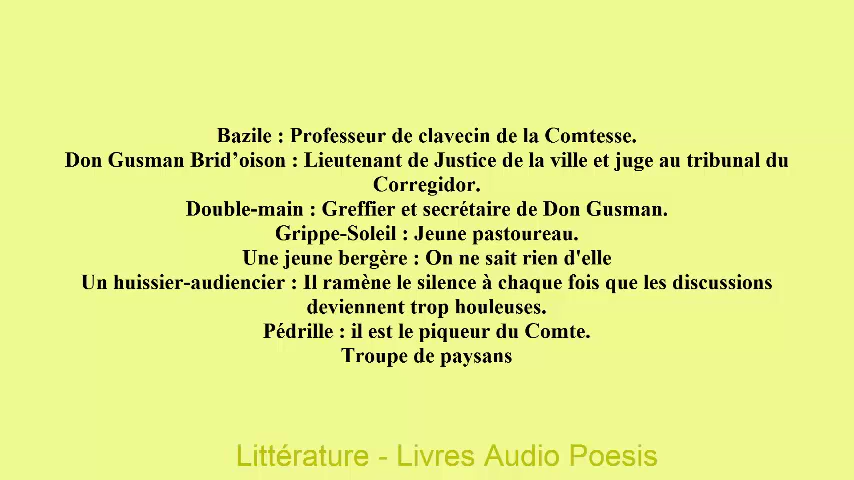 Bazile : Professeur de clavecin de la Comtesse.
Don Gusman Brid’oison : Lieutenant de Justice de la ville et juge au tribunal du
Corregidor.
Double-main : Greffier et secrétaire de Don Gusman.
Grippe-Soleil : Jeune pastoureau.
Une jeune bergère : On ne sait rien d'elle
Un huissier-audiencier : Il ramène le silence à chaque fois que les discussions
deviennent trop houleuses.
Pédrille : il est le piqueur du Comte.
Troupe de paysans
Littérature - Livres Audio Poesis